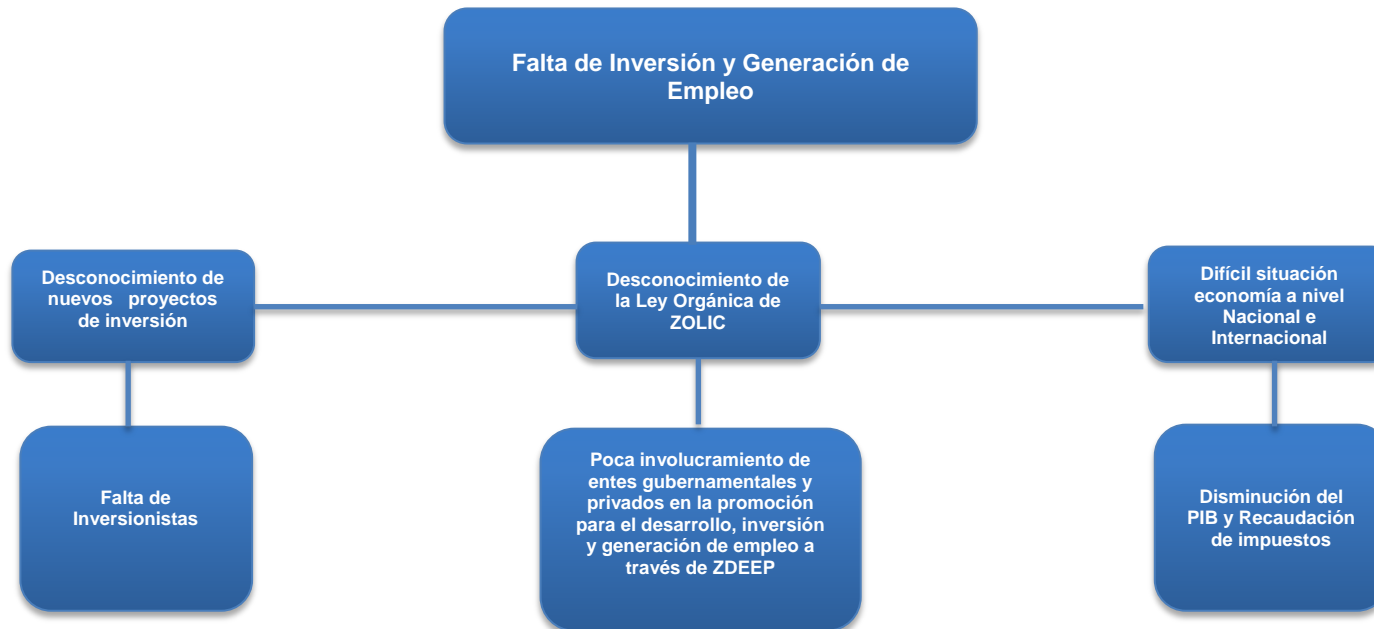 Falta de Inversión y Generación de
Empleo
Desconocimiento de
nuevos proyectos
de inversión
Desconocimiento de
la Ley Orgánica de
ZOLIC
Difícil situación
economía a nivel
Nacional e
Internacional
Falta de
Inversionistas
Poca involucramiento de
entes gubernamentales y
privados en la promoción
para el desarrollo, inversión
y generación de empleo a
través de ZDEEP
Disminución del
PIB y Recaudación
de impuestos